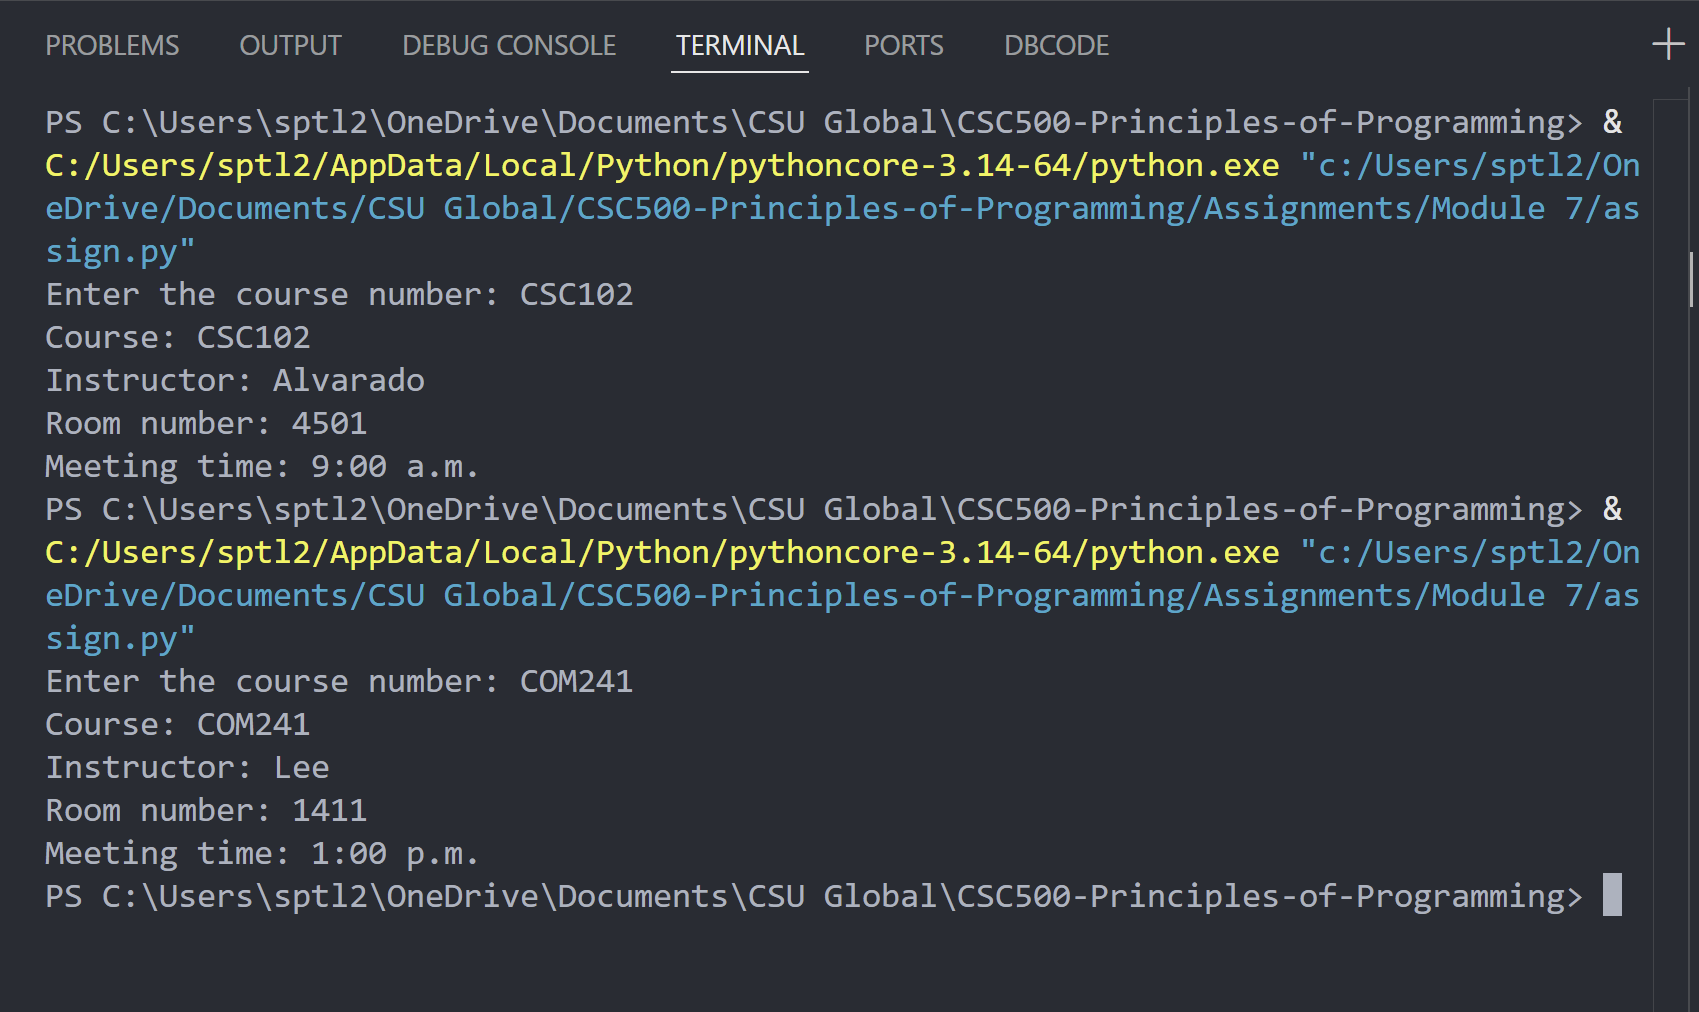 PROBLEMS OUTPUT DEBUG CONSOLE TERMINAL PORTS DBCODE
PS C:\Users\sptl2\OneDrive\Documents\CSU Global\CSC500-Principles-of-Programming> &
C:/Users/sptl2/AppData/Local/Python/pythoncore-3.14-64/python.exe "c:/Users/sptl2/On
eDrive/Documents/CSU Global/CSC500-Principles-of-Programming/Assignments/Module 7/as
sign.py"
Enter the course number: CSC102
Course: CSC102
Instructor: Alvarado
Room number: 4501
Meeting time: 9:00 a.m.
PS C:\Users\sptl2\OneDrive\Documents\CSU Global\CSC500-Principles-of-Programming> &
C:/Users/sptl2/AppData/Local/Python/pythoncore-3.14-64/python.exe "c:/Users/sptl2/On
eDrive/Documents/CSU Global/CSC500-Principles-of-Programming/Assignments/Module 7/as
sign.py"
Enter the course number: COM241
Course: COM241
Instructor: Lee
Room number: 1411
Meeting time: 1:00 p.m.
PS C:\Users\sptl2\OneDrive\Documents\CSU Global\CSC500-Principles-of-Programming>